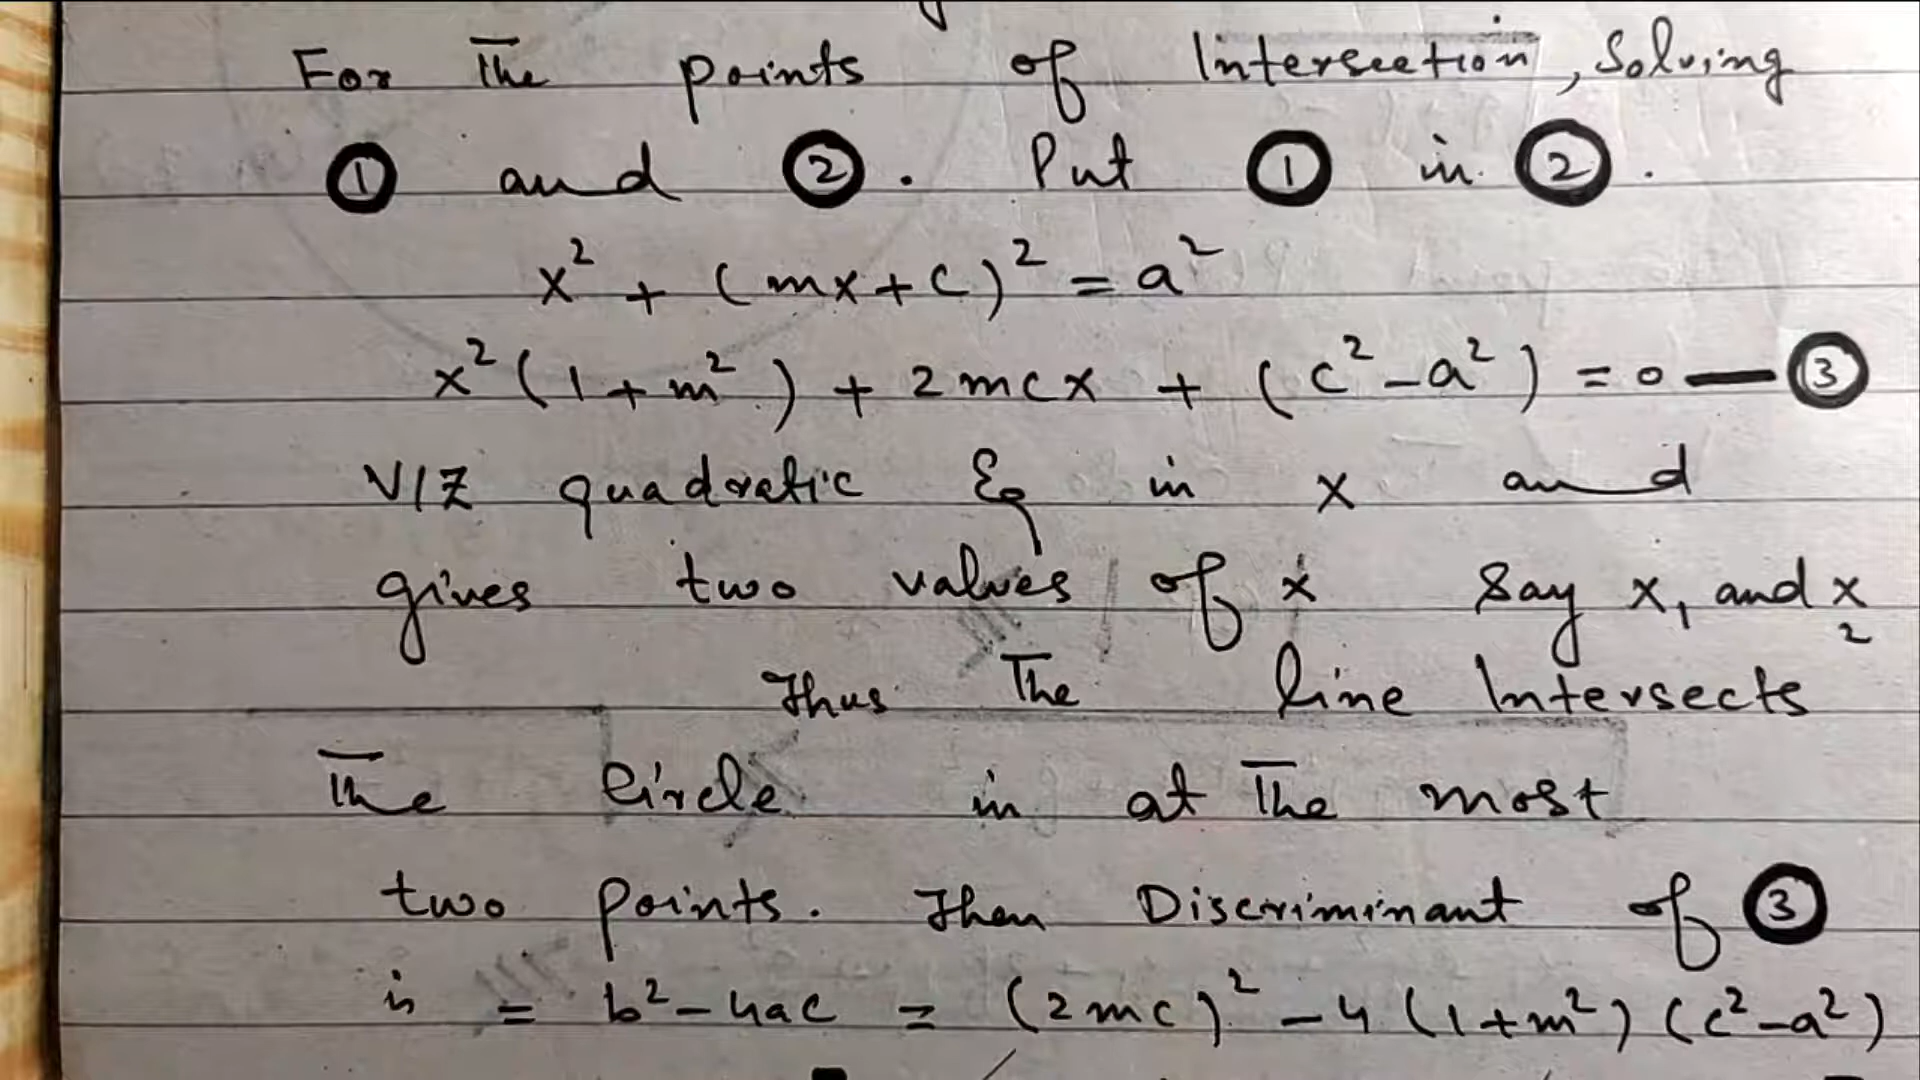 For The points of Intersection, Solving
① and ②. Put ① in ②.
x² + (mx+c)² = a²
x²(1+m²) + 2mcx + (c²-a²) = 0 — ③
VIZ quadratic Eq in x and
gives two values of x say x₁ and x₂
Thus The line Intersects
The Circle in at The most
two points. Then Discriminant of ③
is = b²-4ac = (2mc)² - 4(1+m²)(c²-a²)